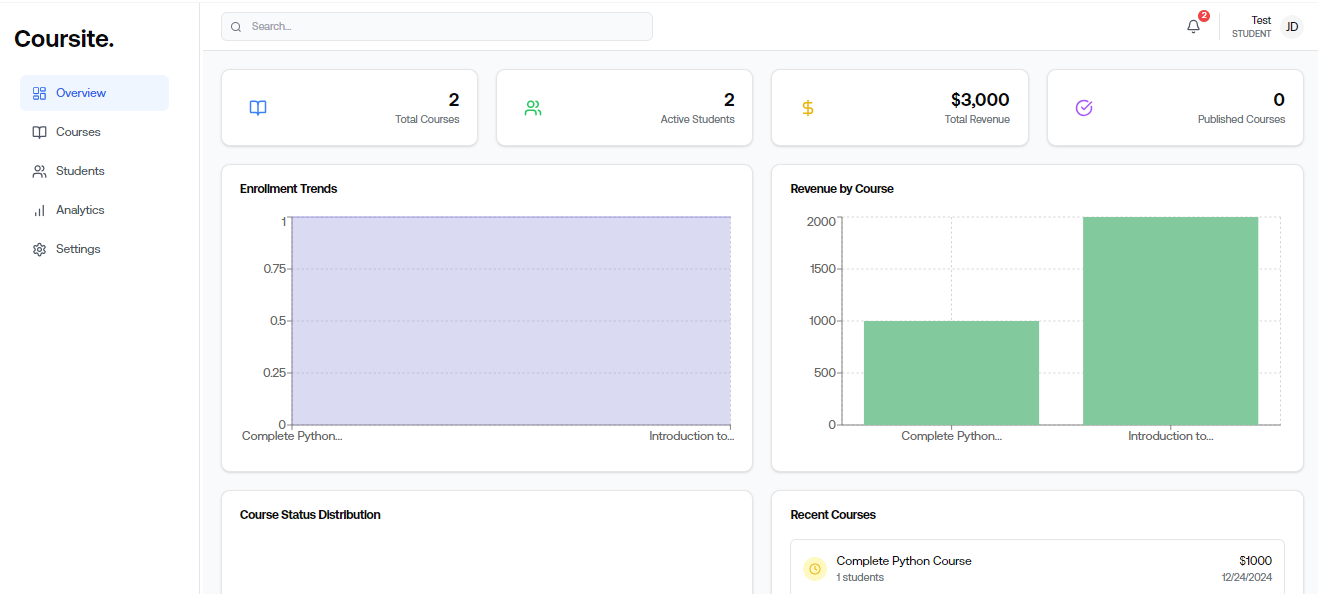 Coursite.
Overview
Courses
Students
Analytics
Settings
Search...
2
Test
STUDENT
JD
2
Total Courses
2
Active Students
$3,000
Total Revenue
0
Published Courses
Enrollment Trends
1
0.75
0.5
0.25
0
Complete Python...
Introduction to...
Revenue by Course
2000
1500
1000
500
0
Complete Python...
Introduction to...
Course Status Distribution
Recent Courses
Complete Python Course
$1000
1 students
12/24/2024